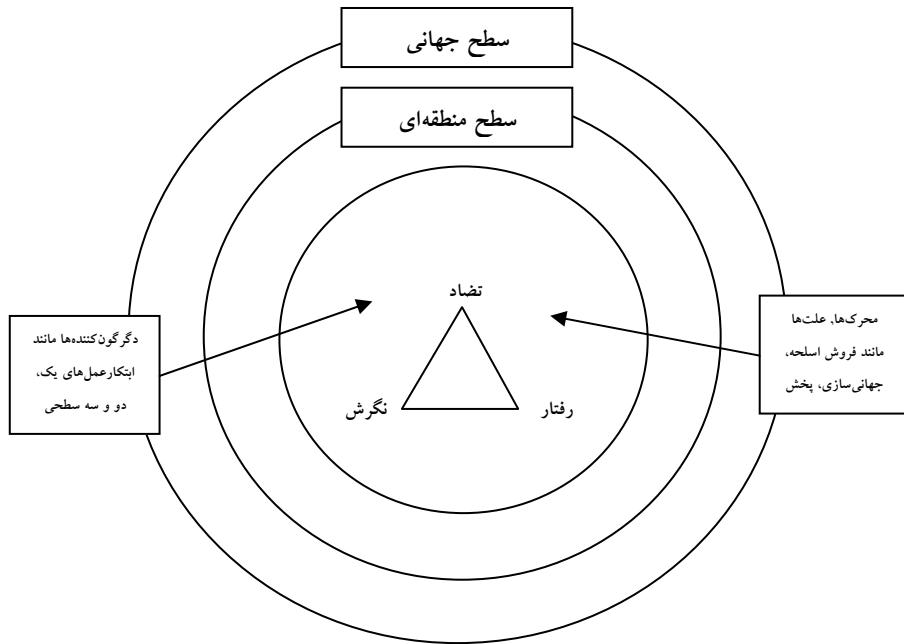 سطح جهانی
سطح منطقه‌ای
تضاد
نگرش
رفتار
محرک‌ها, علت‌ها
مانند فروش اسلحه،
جهانی‌سازی، پخش
دگرگون‌کننده‌ها مانند
ابتکارعمل‌های یک،
دو و سه سطحی